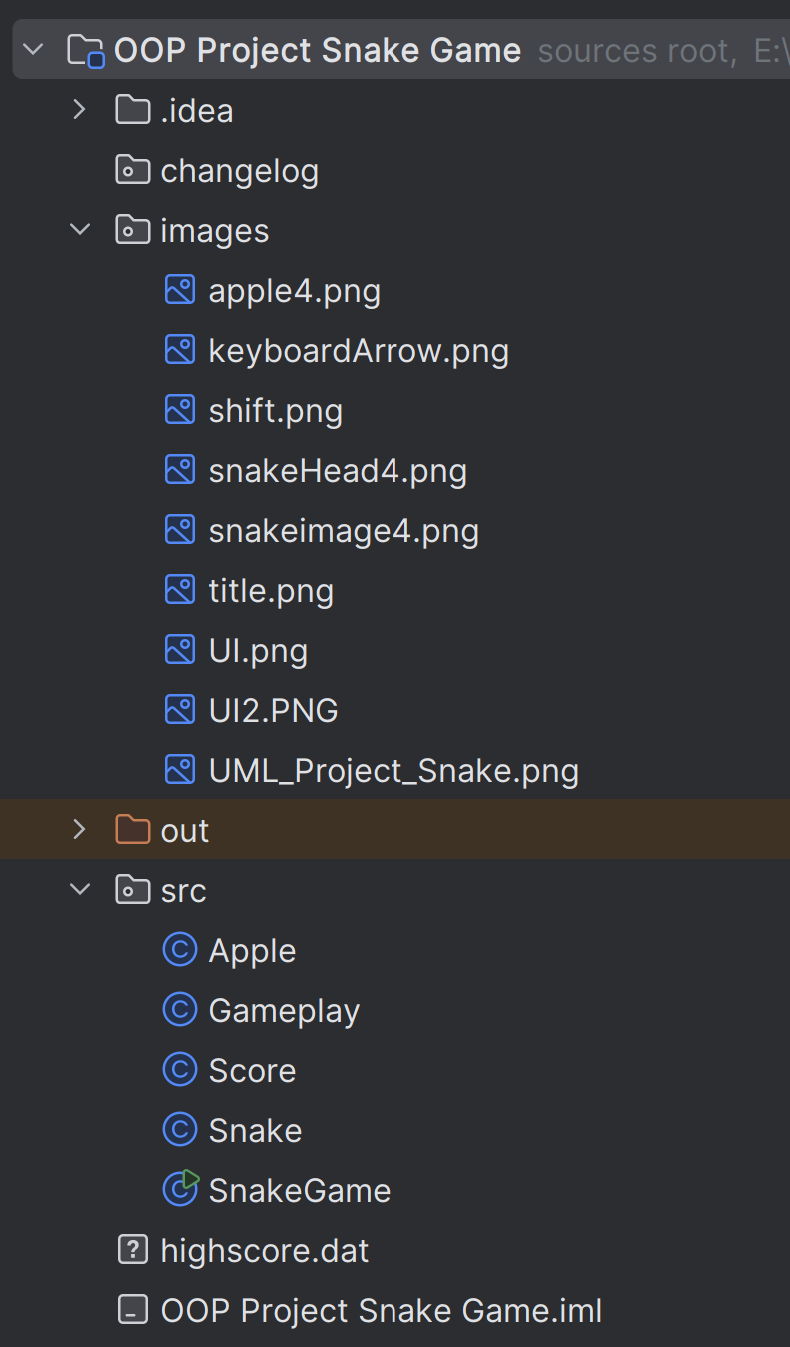 OOP Project Snake Game sources root, E:\
.idea
changelog
images
apple4.png
keyboardArrow.png
shift.png
snakeHead4.png
snakeimage4.png
title.png
UI.png
UI2.PNG
UML_Project_Snake.png
out
src
C Apple
C Gameplay
C Score
C Snake
C SnakeGame
? highscore.dat
OOP Project Snake Game.iml